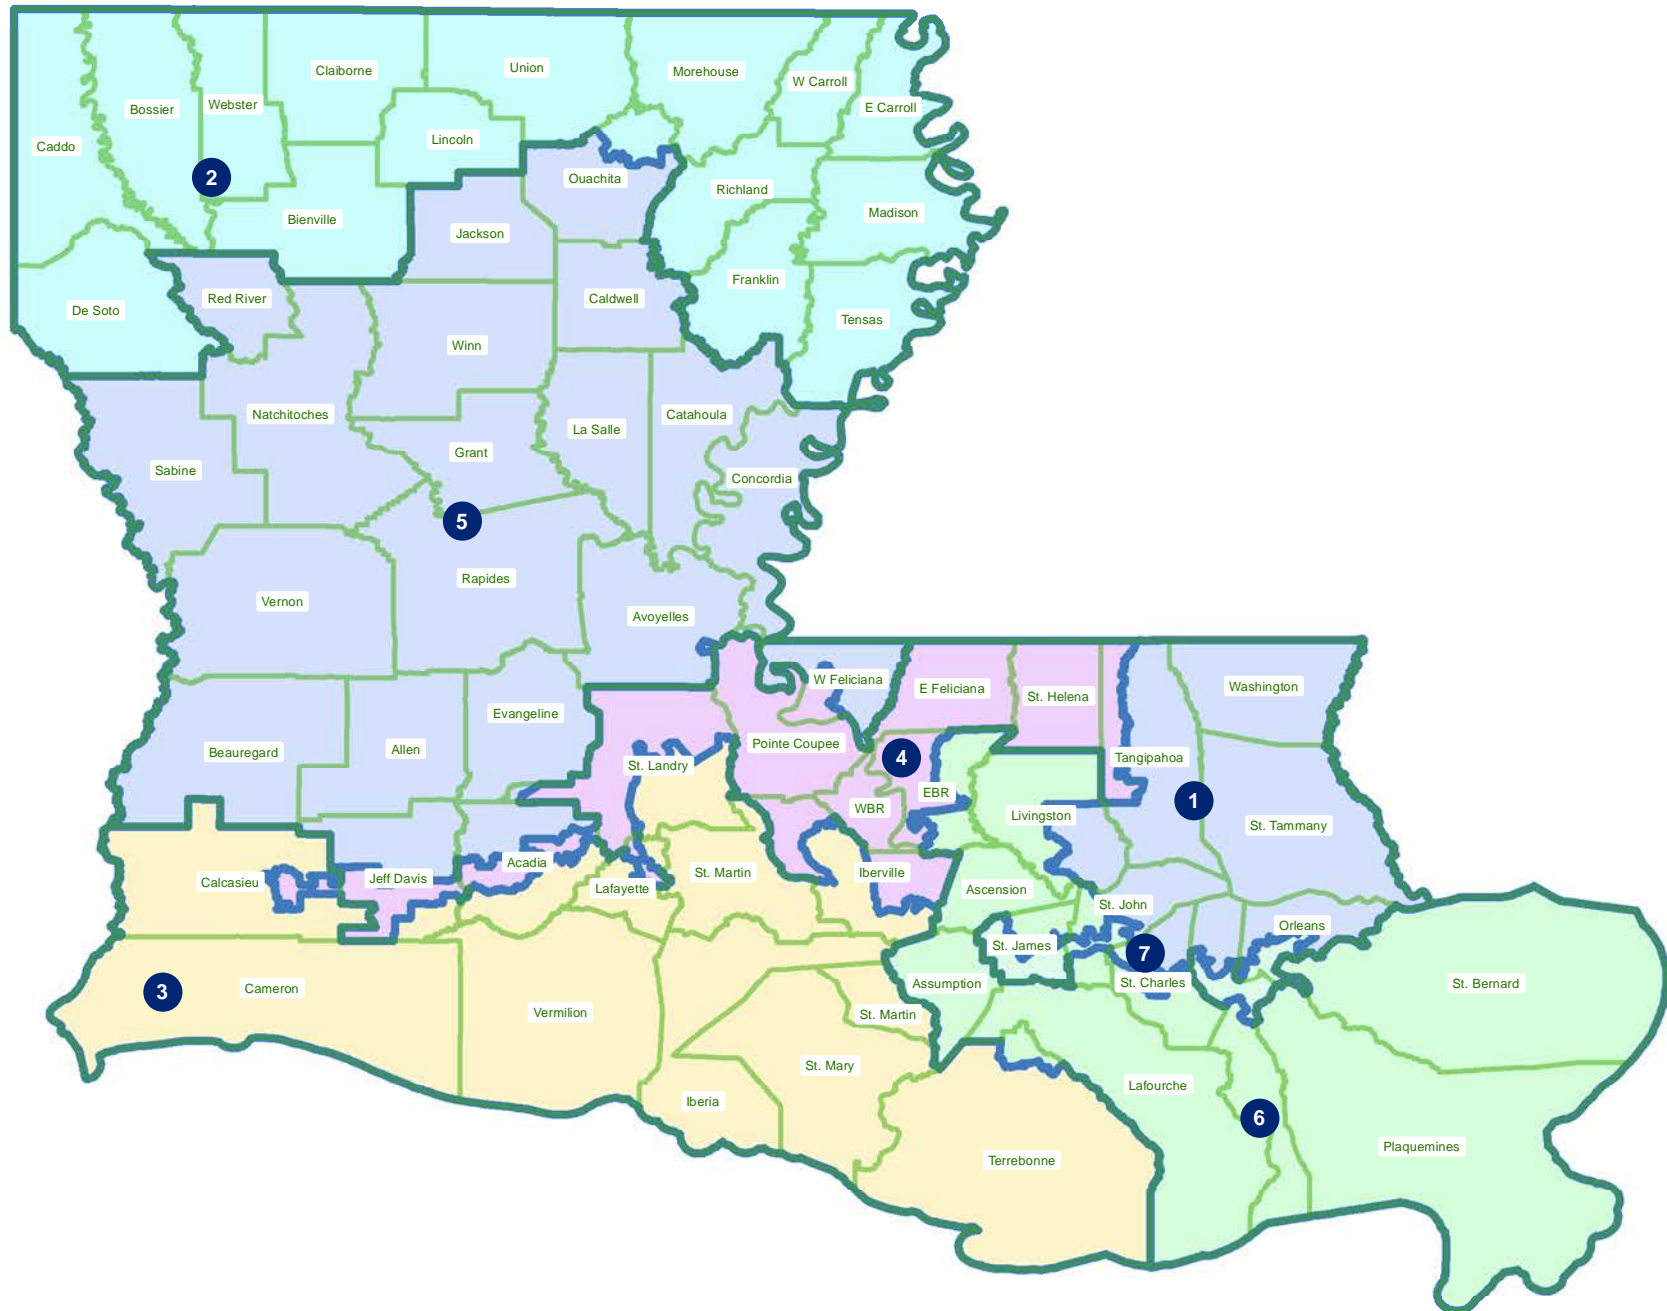 Claiborne
Union
Morehouse
W Carroll
E Carroll
Bossier
Webster
Caddo
Lincoln
2
Ouachita
Richland
Madison
Bienville
Jackson
Franklin
Red River
Caldwell
De Soto
Tensas
Winn
Natchitoches
Catahoula
La Salle
Grant
Sabine
Concordia
5
Rapides
Vernon
Avoyelles
W Feliciana
E Feliciana
St. Helena
Washington
Evangeline
Beauregard
Allen
Pointe Coupee
4
Tangipahoa
St. Landry
EBR
1
WBR
Livingston
St. Tammany
Acadia
Calcasieu
Jeff Davis
Lafayette
St. Martin
Iberville
Ascension
St. John
Orleans
St. James
7
St. Charles
Assumption
St. Bernard
3
Cameron
Vermilion
St. Martin
St. Mary
Lafourche
Iberia
6
Plaquemines
Terrebonne